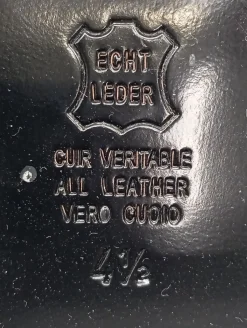 ECHT
LEDER
CUIR VERITABLE
ALL LEATHER
VERO CUOIO
4½